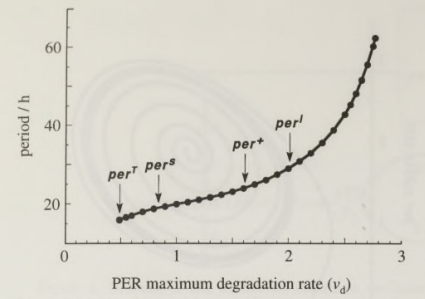 60
40
20
period / h
per^T
per^s
per^+
per^l
0
1
2
3
PER maximum degradation rate (v_d)